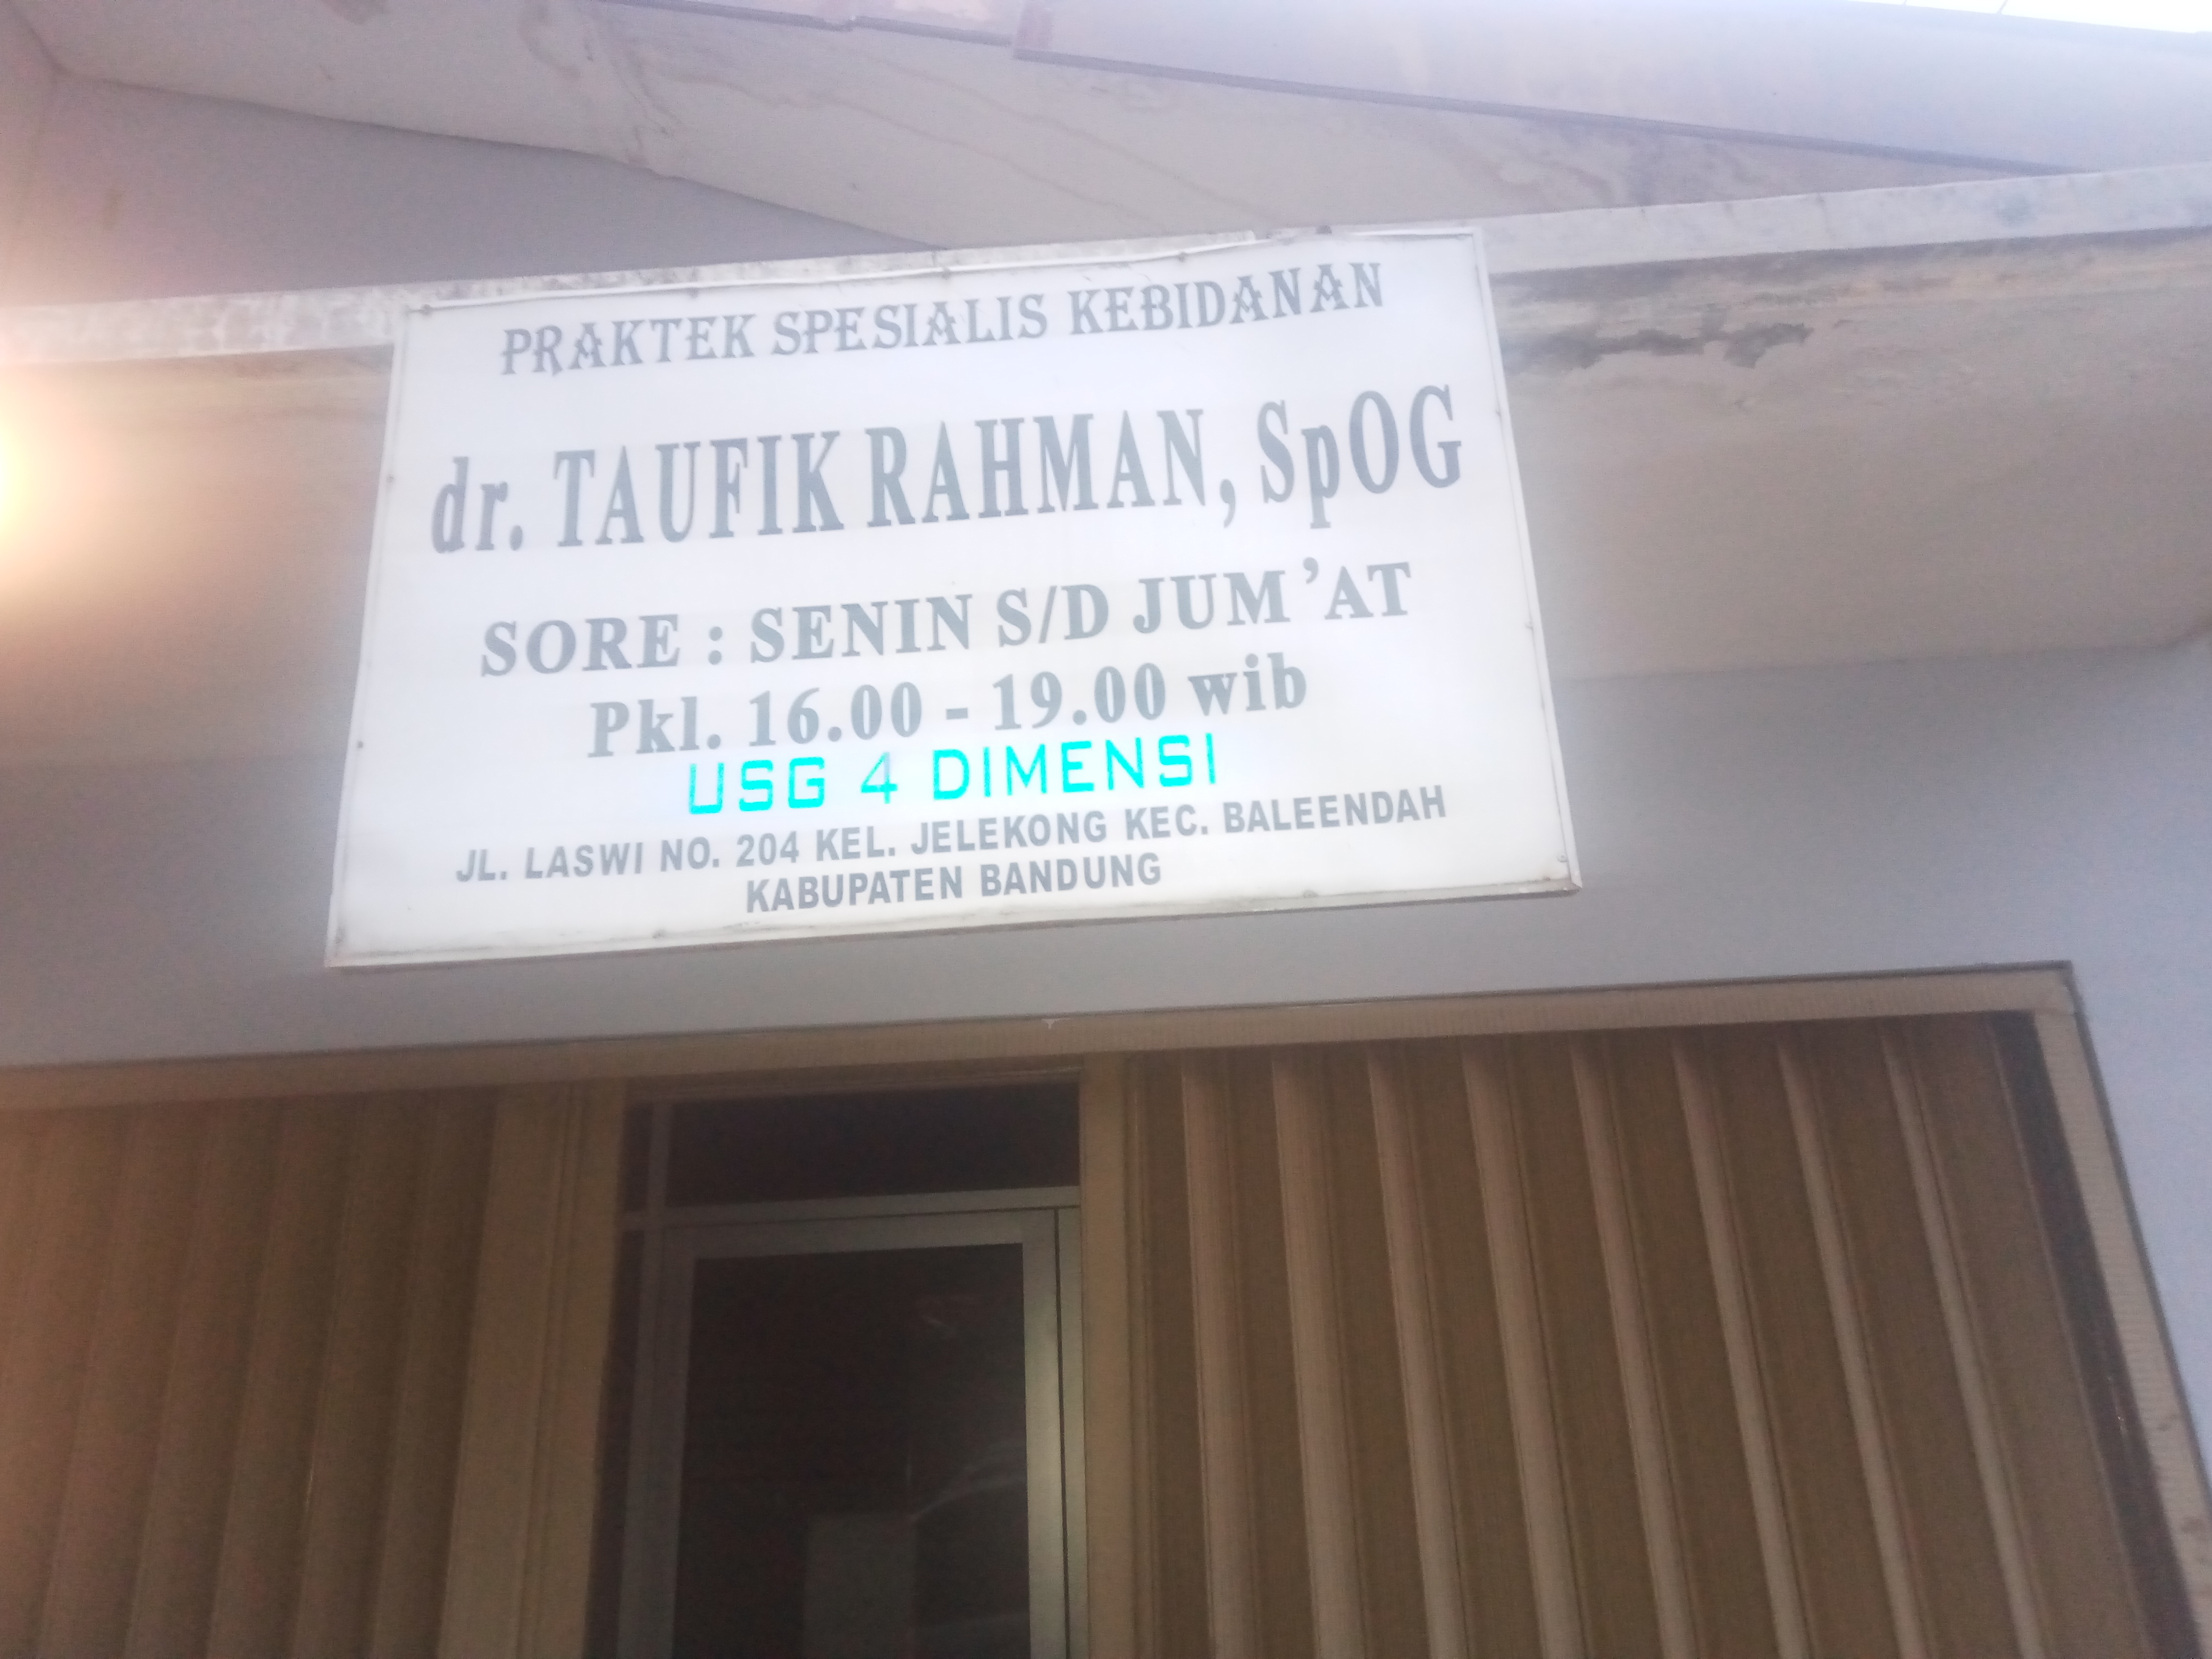 PRAKTEK SPESIALIS KEBIDANAN
dr. TAUFIK RAHMAN, SpOG
SORE : SENIN S/D JUM'AT
Pkl. 16.00 - 19.00 wib
USG 4 DIMENSI
JL. LASWI NO. 204 KEL. JELEKONG KEC. BALEENDAH
KABUPATEN BANDUNG